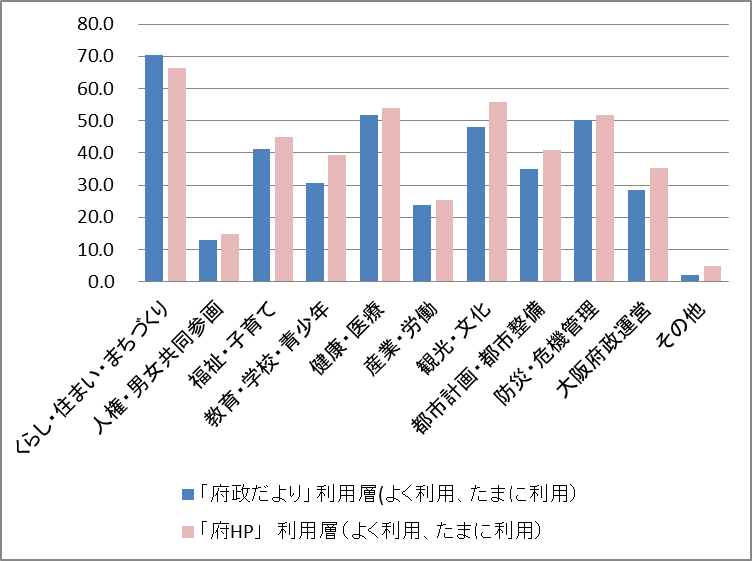 80.0
70.0
60.0
50.0
40.0
30.0
20.0
10.0
0.0
くらし・住まい・まちづくり
人権・男女共同参画
福祉・子育て
教育・学校・青少年
健康・医療
産業・労働
観光・文化
都市計画・都市整備
防災・危機管理
大阪府政運営
その他
「府政だより」利用層(よく利用、たまに利用）
「府HP」　利用層（よく利用、たまに利用）